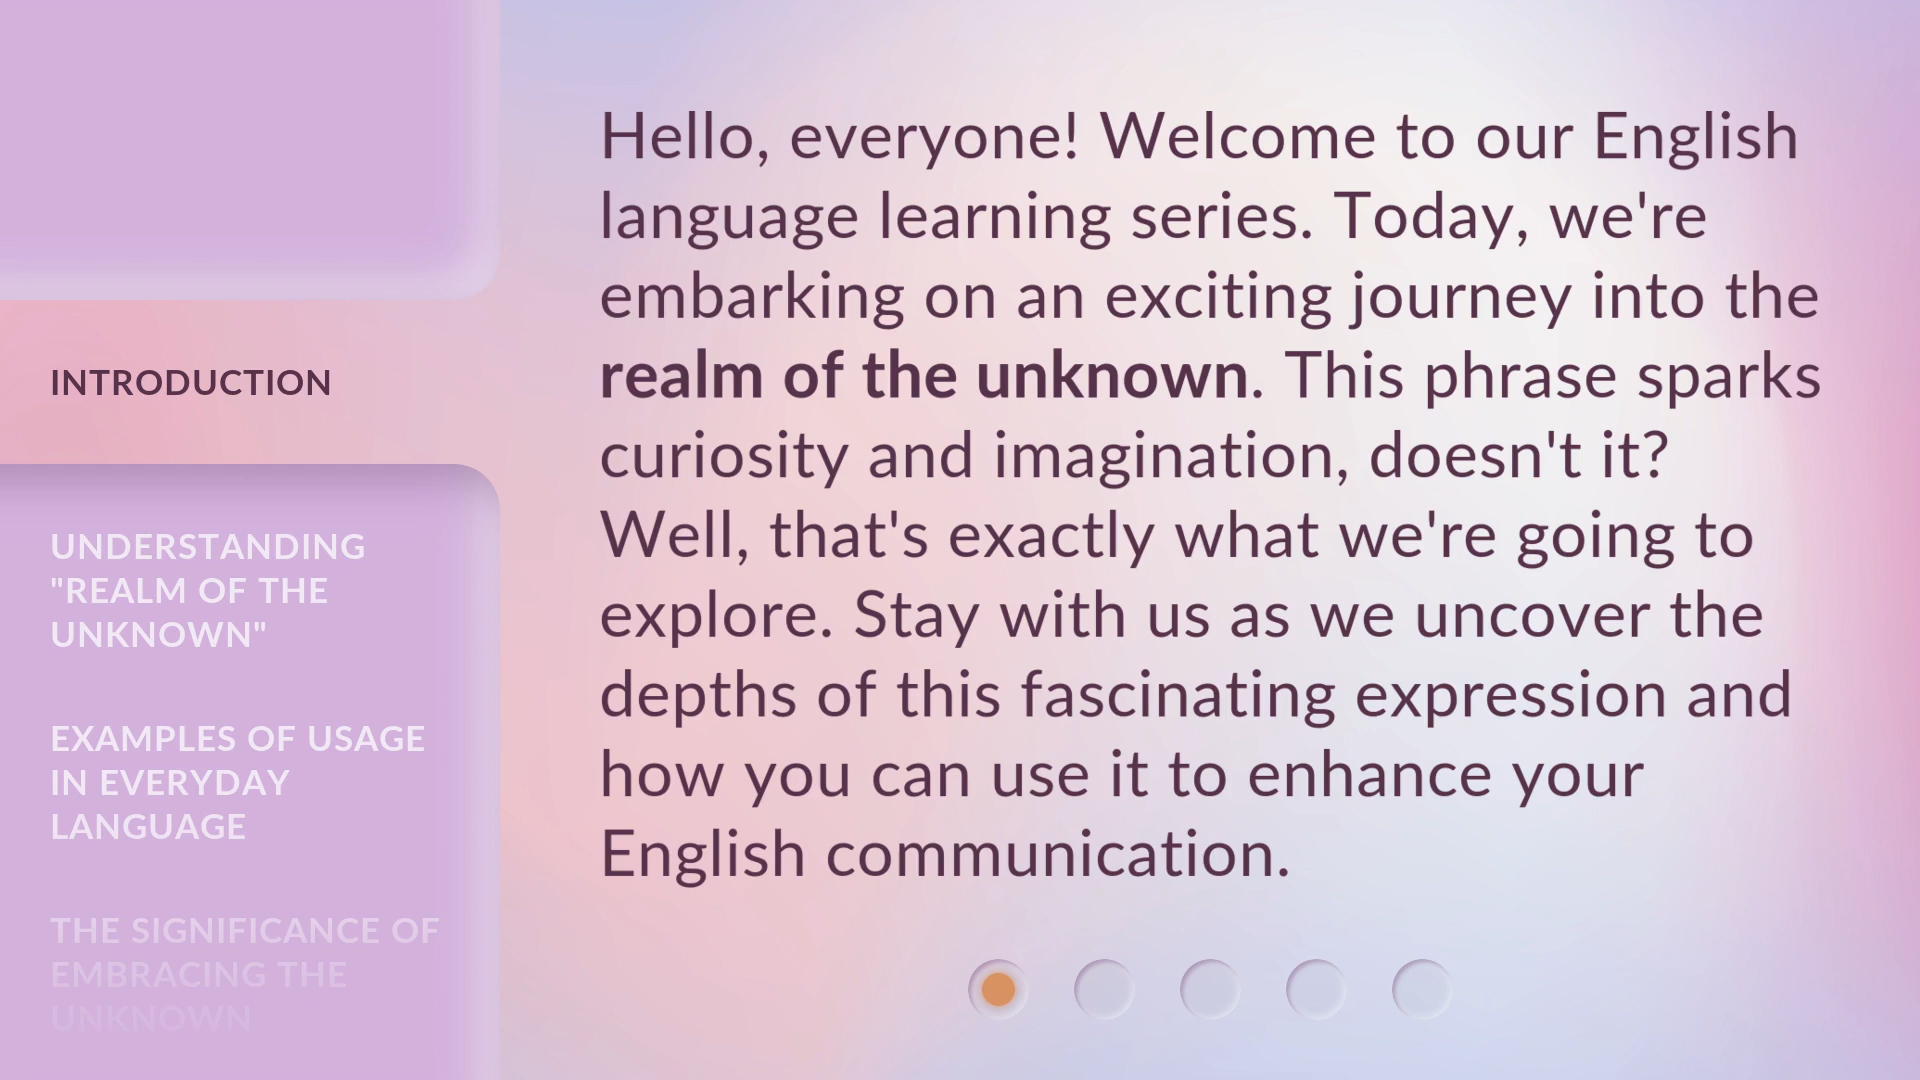 INTRODUCTION
UNDERSTANDING
"REALM OF THE
UNKNOWN"
EXAMPLES OF USAGE
IN EVERYDAY
LANGUAGE
THE SIGNIFICANCE OF
EMBRACING THE
UNKNOWN
Hello, everyone! Welcome to our English
language learning series. Today, we're
embarking on an exciting journey into the
realm of the unknown. This phrase sparks
curiosity and imagination, doesn't it?
Well, that's exactly what we're going to
explore. Stay with us as we uncover the
depths of this fascinating expression and
how you can use it to enhance your
English communication.